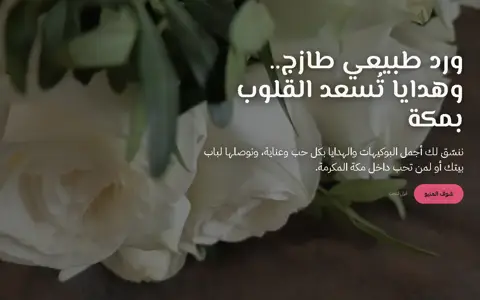 ورد طبيعي طازج..
وهدايا تُسعد القلوب
بمكة
ننسّق لك أجمل البوكيهات والهدايا بكل حب وعناية، ونوصلها لباب
بيتك أو لمن تحب داخل مكة المكرمة.
شوف المنيو